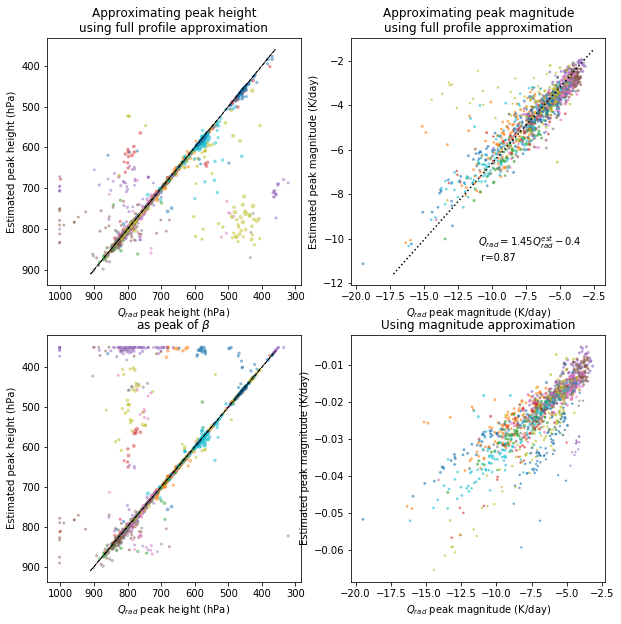 Approximating peak height
using full profile approximation
400
500
600
700
800
900
Estimated peak height (hPa)
1000 900 800 700 600 500 400 300
Q_rad peak height (hPa)
Approximating peak magnitude
using full profile approximation
−2
−4
−6
−8
−10
−12
Estimated peak magnitude (K/day)
Q_rad = 1.45Q_rad^est − 0.4
r=0.87
−20.0 −17.5 −15.0 −12.5 −10.0 −7.5 −5.0 −2.5
Q_rad peak magnitude (K/day)
as peak of β
400
500
600
700
800
900
Estimated peak height (hPa)
1000 900 800 700 600 500 400 300
Q_rad peak height (hPa)
Using magnitude approximation
−0.01
−0.02
−0.03
−0.04
−0.05
−0.06
Estimated peak magnitude (K/day)
−20.0 −17.5 −15.0 −12.5 −10.0 −7.5 −5.0 −2.5
Q_rad peak magnitude (K/day)